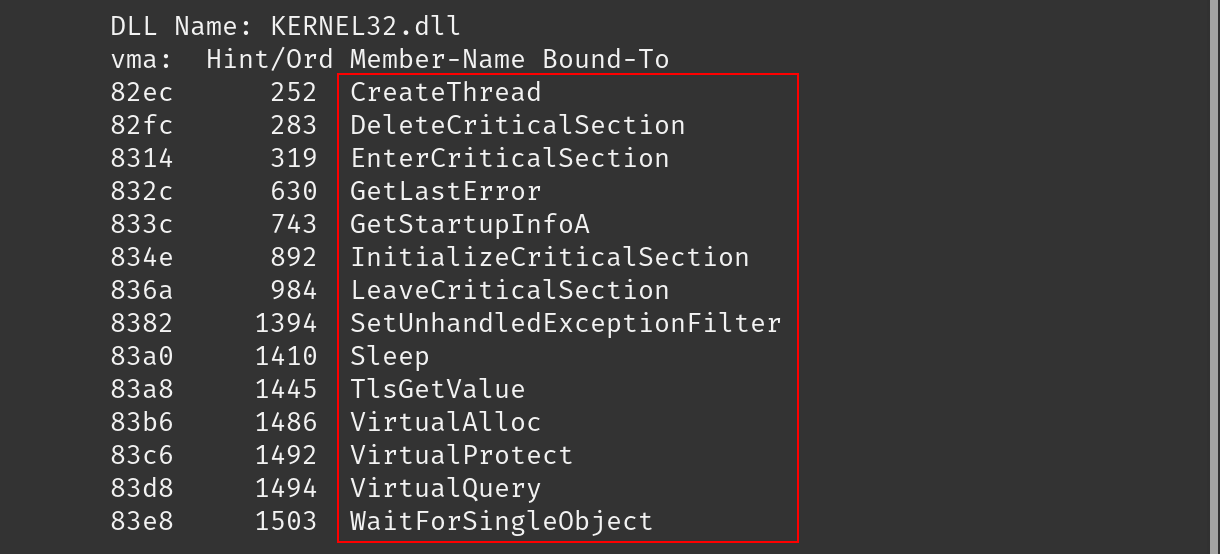 DLL Name: KERNEL32.dll
vma:  Hint/Ord Member-Name Bound-To
82ec      252  CreateThread
82fc      283  DeleteCriticalSection
8314      319  EnterCriticalSection
832c      630  GetLastError
833c      743  GetStartupInfoA
834e      892  InitializeCriticalSection
836a      984  LeaveCriticalSection
8382     1394  SetUnhandledExceptionFilter
83a0     1410  Sleep
83a8     1445  TlsGetValue
83b6     1486  VirtualAlloc
83c6     1492  VirtualProtect
83d8     1494  VirtualQuery
83e8     1503  WaitForSingleObject